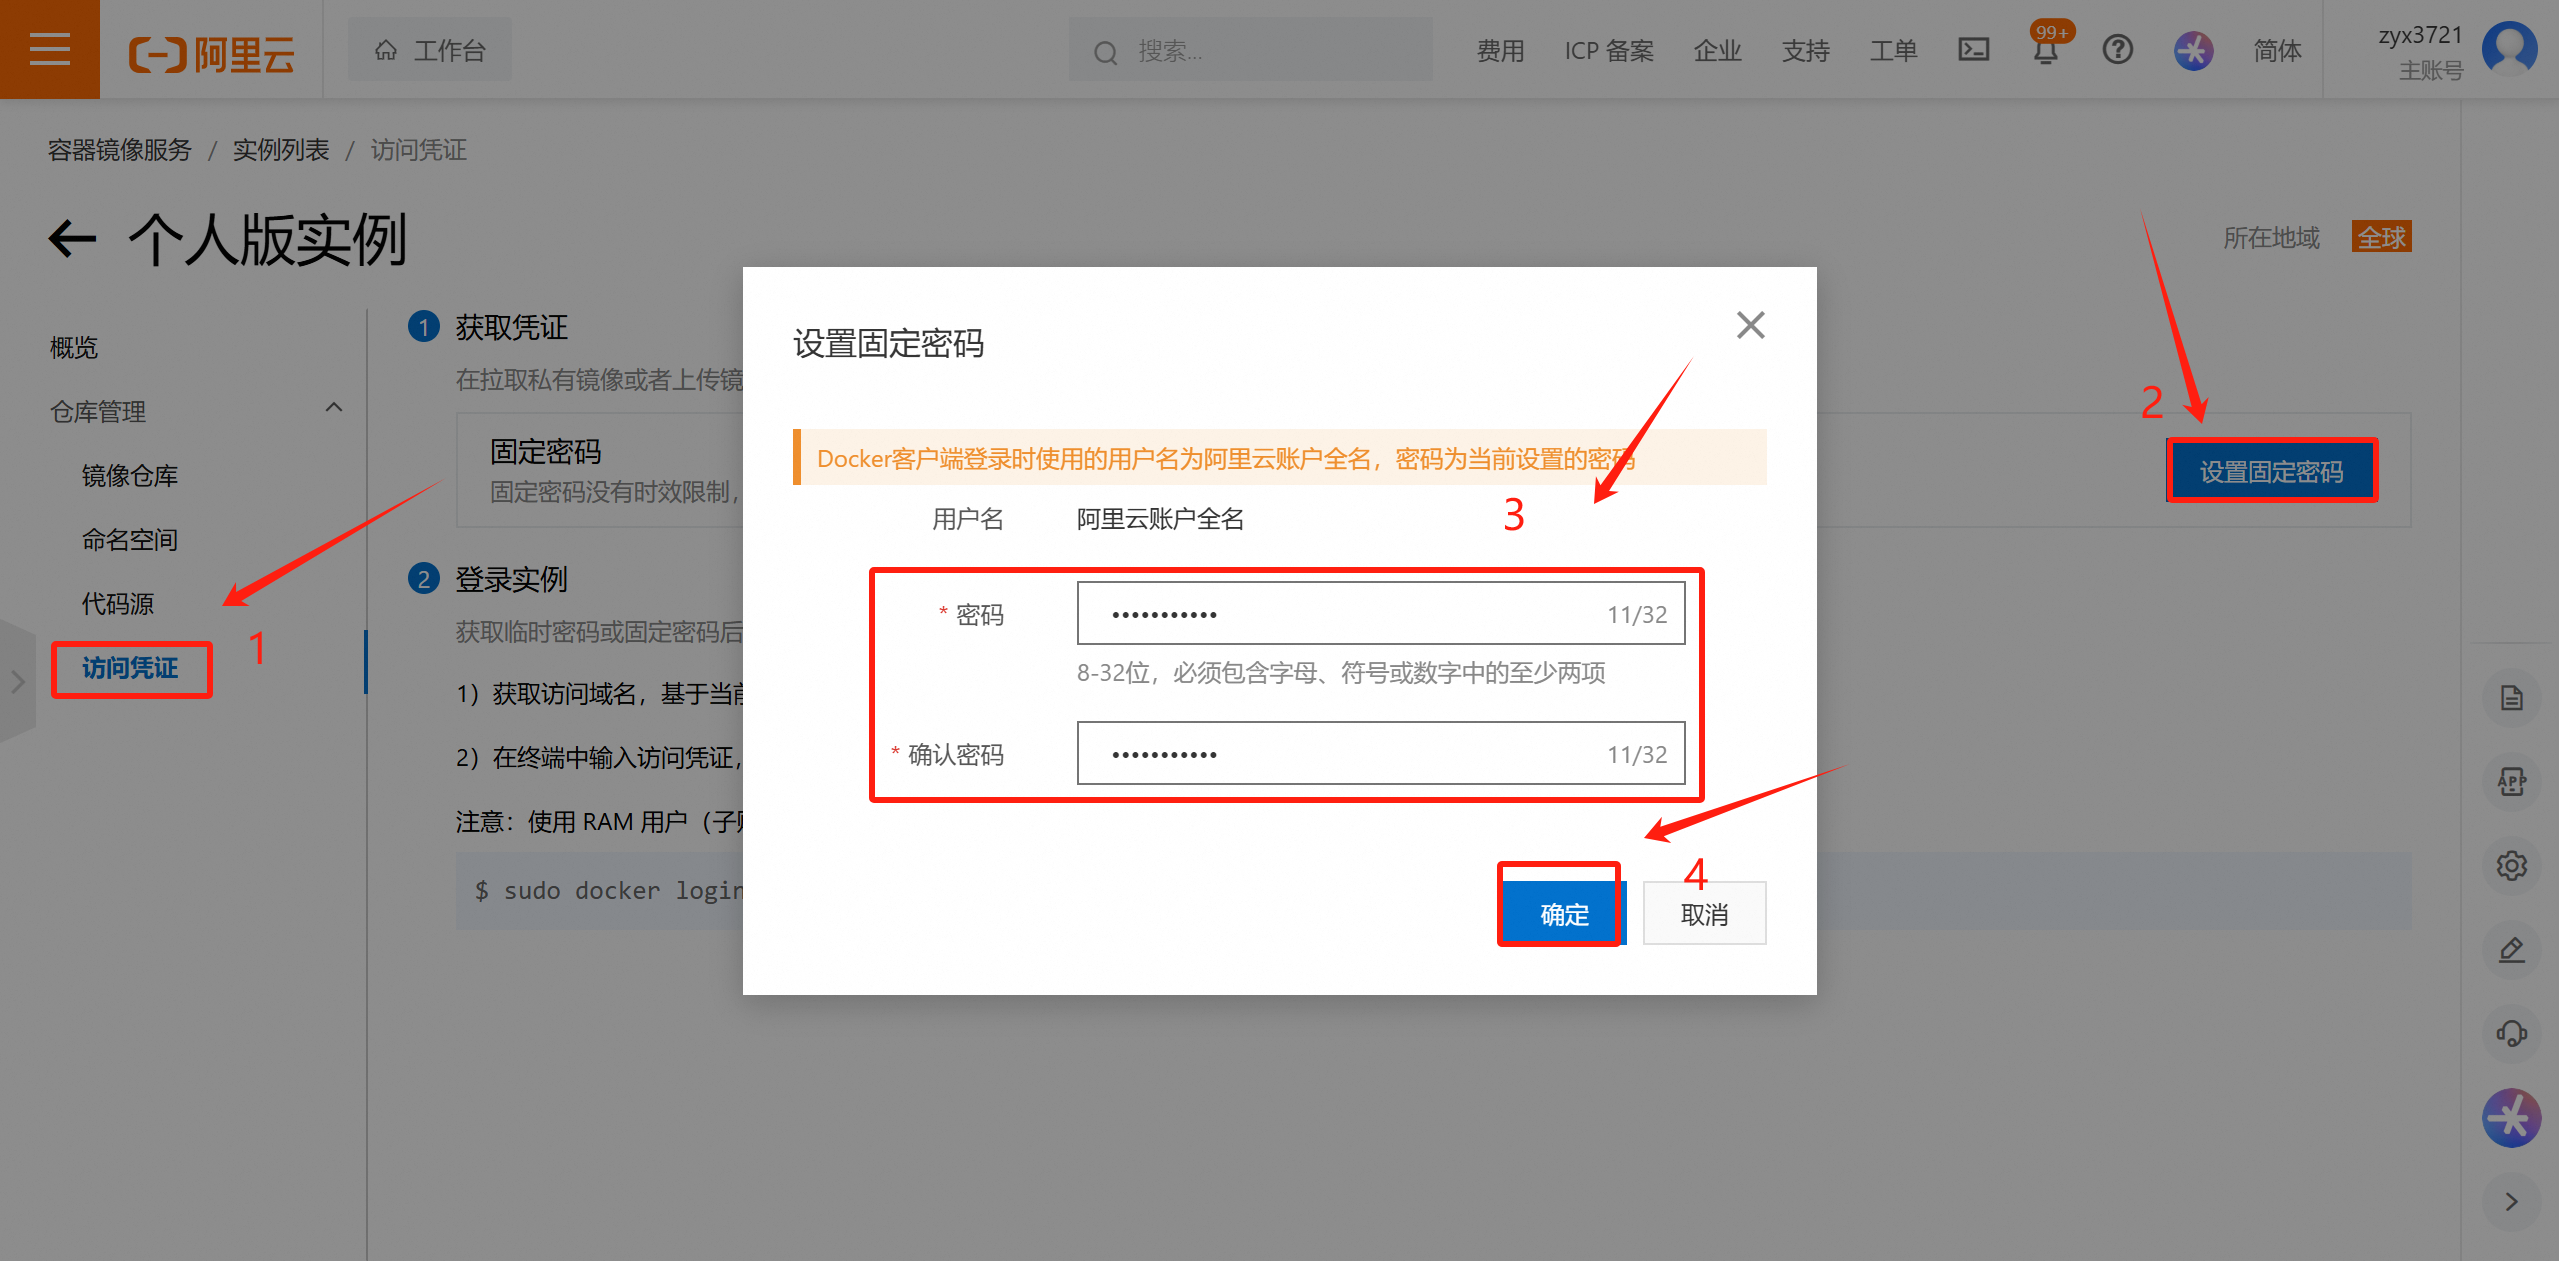 阿里云
工作台
搜索...
费用
ICP 备案
企业
支持
工单
99+
简体
zyx3721
主账号
容器镜像服务 / 实例列表 / 访问凭证
个人版实例
所在地域 全球
概览
仓库管理
镜像仓库
命名空间
代码源
访问凭证
1
1 获取凭证
在拉取私有镜像或者上传镜
固定密码
固定密码没有时效限制，
2
设置固定密码
2 登录实例
获取临时密码或固定密码后
1）获取访问域名，基于当前
2）在终端中输入访问凭证，
注意：使用 RAM 用户（子账
$ sudo docker login
设置固定密码
Docker客户端登录时使用的用户名为阿里云账户全名，密码为当前设置的密码
3
用户名 阿里云账户全名
* 密码 ••••••••••• 11/32
8-32位，必须包含字母、符号或数字中的至少两项
* 确认密码 ••••••••••• 11/32
4
确定 取消
APP